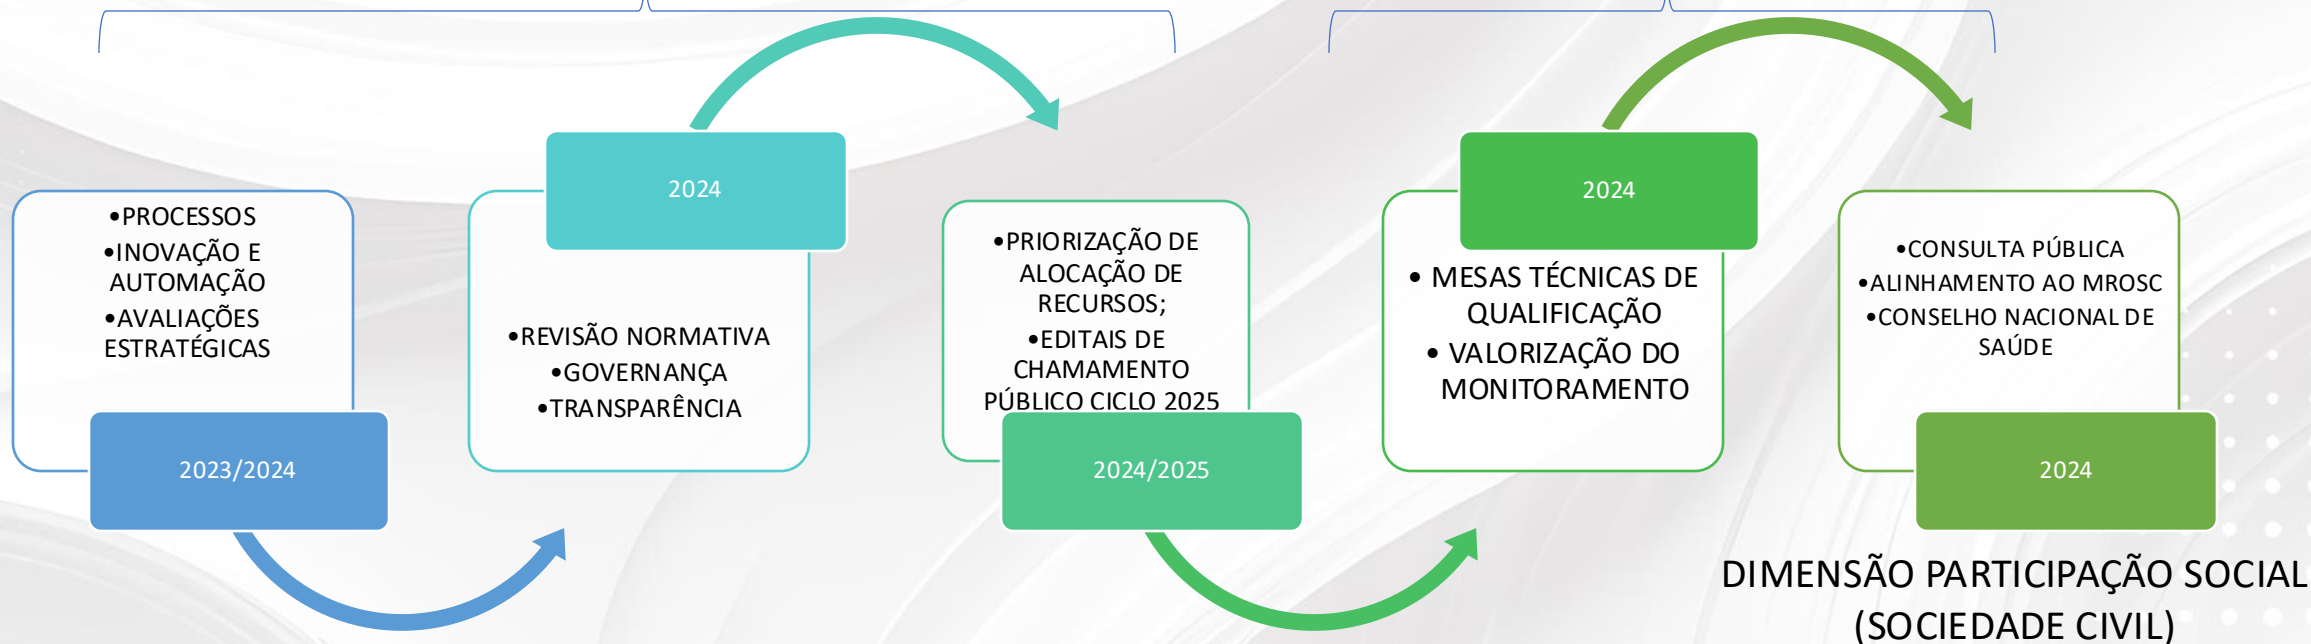 •PROCESSOS
•INOVAÇÃO E
AUTOMAÇÃO
•AVALIAÇÕES
ESTRATÉGICAS
2023/2024
2024
•REVISÃO NORMATIVA
•GOVERNANÇA
•TRANSPARÊNCIA
•PRIORIZAÇÃO DE
ALOCAÇÃO DE
RECURSOS;
•EDITAIS DE
CHAMAMENTO
PÚBLICO CICLO 2025
2024/2025
2024
• MESAS TÉCNICAS DE
QUALIFICAÇÃO
• VALORIZAÇÃO DO
MONITORAMENTO
•CONSULTA PÚBLICA
•ALINHAMENTO AO MROSC
•CONSELHO NACIONAL DE
SAÚDE
2024
DIMENSÃO PARTICIPAÇÃO SOCIAL
(SOCIEDADE CIVIL)